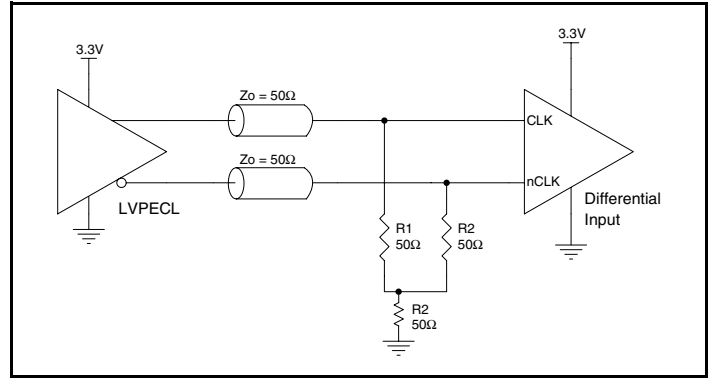 3.3V
3.3V
Zo = 50Ω
CLK
Zo = 50Ω
nCLK
LVPECL
Differential
Input
R1
50Ω
R2
50Ω
R2
50Ω